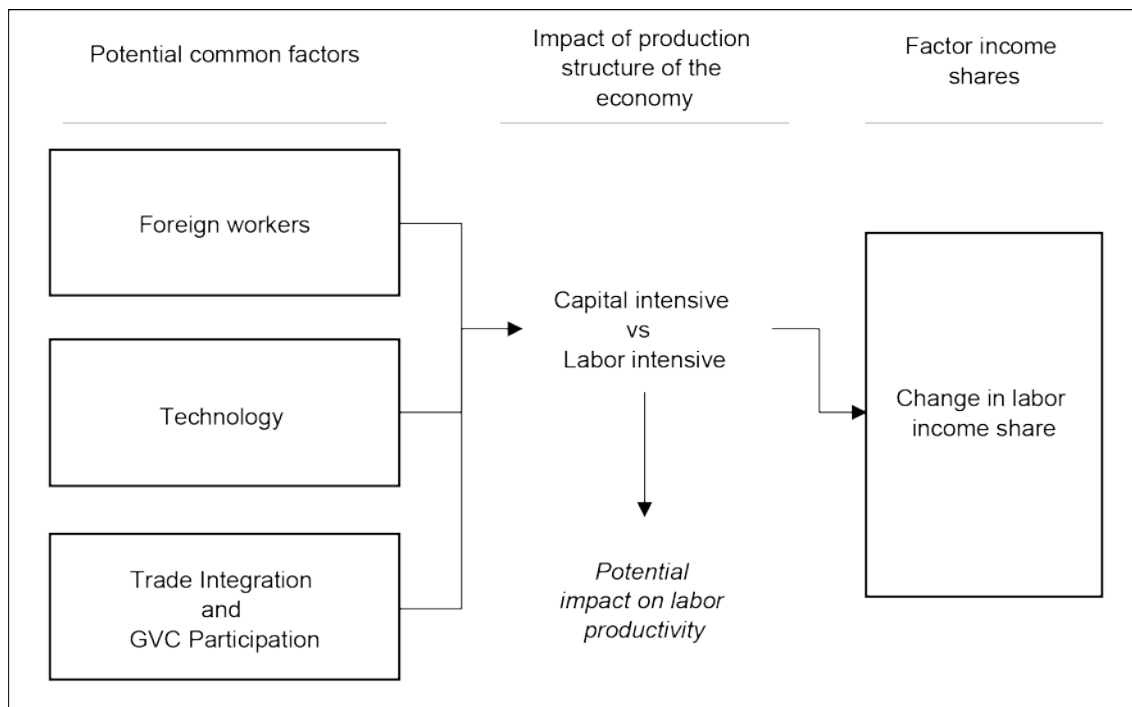 Potential common factors
Impact of production
structure of the
economy
Factor income
shares
Foreign workers
Technology
Trade Integration
and
GVC Participation
Capital intensive
vs
Labor intensive
Potential
impact on labor
productivity
Change in labor
income share